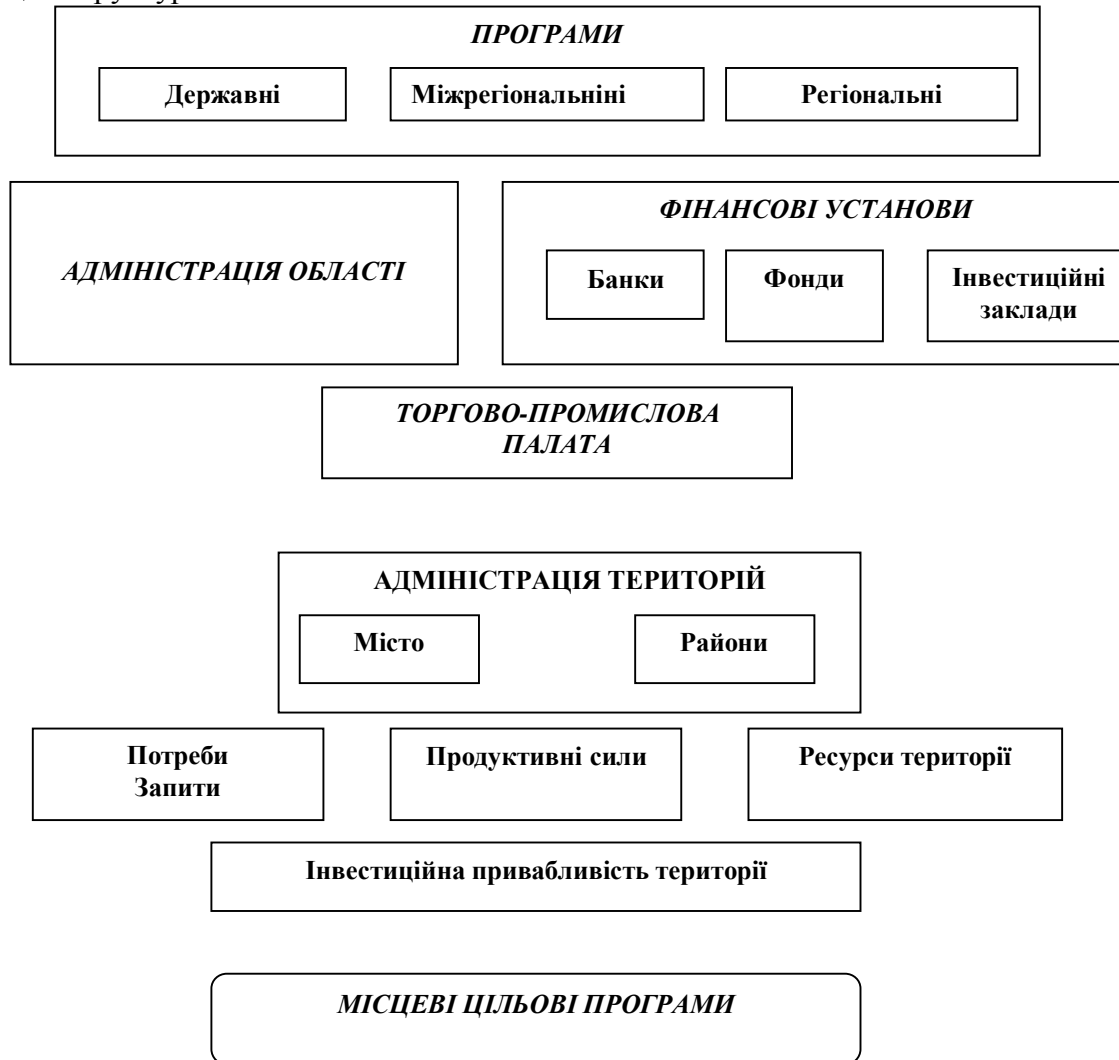 ПРОГРАМИ
Державні
Міжрегіональніні
Регіональні
АДМІНІСТРАЦІЯ ОБЛАСТІ
ФІНАНСОВІ УСТАНОВИ
Банки
Фонди
Інвестиційні
заклади
ТОРГОВО-ПРОМИСЛОВА
ПАЛАТА
АДМІНІСТРАЦІЯ ТЕРИТОРІЙ
Місто
Райони
Потреби
Запити
Продуктивні сили
Ресурси території
Інвестиційна привабливість території
МІСЦЕВІ ЦІЛЬОВІ ПРОГРАМИ